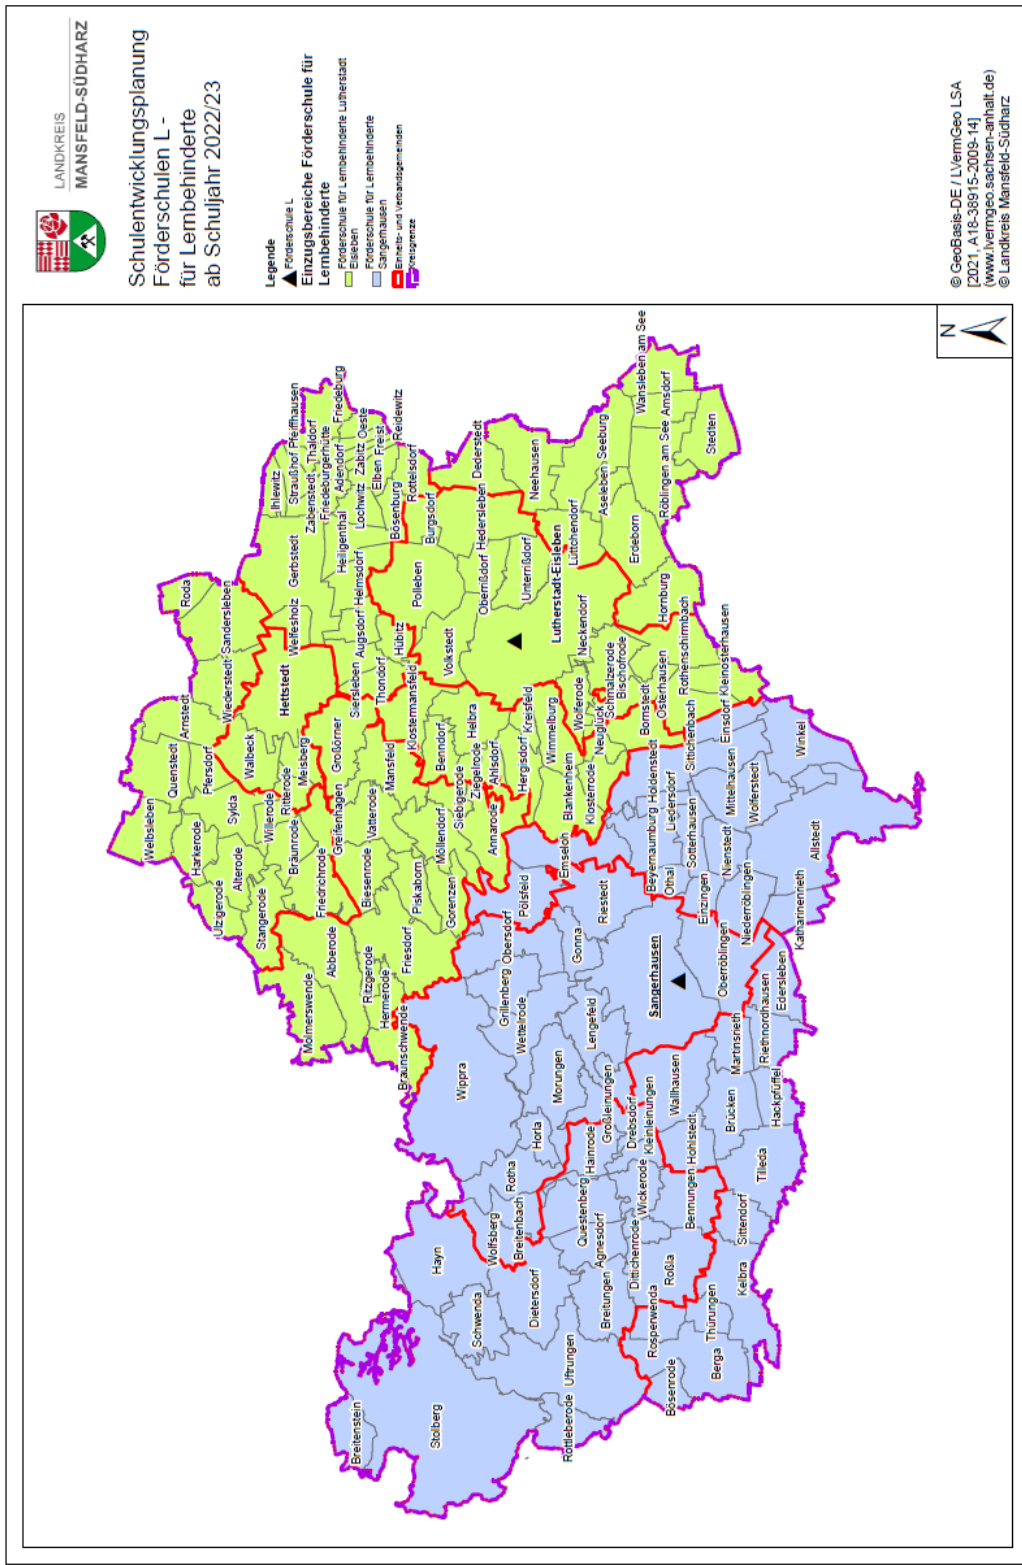 LANDKREIS
MANSFELD-SÜDHARZ
Schulentwicklungsplanung
Förderschulen L -
für Lernbehinderte
ab Schuljahr 2022/23
Legende
Förderschule L
Einzugsbereiche Förderschule für
Lernbehinderte
Förderschule für Lernbehinderte Lutherstadt
Eisleben
Förderschule für Lernbehinderte
Sangerhausen
Einheits- und Verbandsgemeinden
Kreisgrenze
© GeoBasis-DE / LVermGeo LSA
[2021, A18-38915-2009-14]
(www.lvermgeo.sachsen-anhalt.de)
© Landkreis Mansfeld-Südharz
N
Welbsleben
Quenstedt
Arnstedt
Roda
Harkerode
Pfersdorf
Wiederstedt
Sandersleben
Ulzigerode
Alterode
Sylda
Walbeck
Stangerode
Willerode
Ritterode
Meisberg
Hettstedt
Welfesholz
Gerbstedt
Ihlewitz
Straußhof
Pfeiffhausen
Zabenstedt
Thaldorf
Friedeburgerhütte
Friedeburg
Adendorf
Heiligenthal
Lochwitz
Zabitz
Oeste
Elben
Freist
Reidewitz
Bräunrode
Friedrichrode
Greifenhagen
Großörner
Siersleben
Augsdorf
Helmsdorf
Thondorf
Hübitz
Bösenburg
Rottelsdorf
Burgsdorf
Polleben
Molmerswende
Abberode
Ritzgerode
Hermerode
Friesdorf
Braunschwende
Biesenrode
Vatterode
Mansfeld
Klostermansfeld
Piskaborn
Gorenzen
Möllendorf
Siebigerode
Benndorf
Helbra
Ziegelrode
Ahlsdorf
Annarode
Hergisdorf
Kreisfeld
Wimmelburg
Volkstedt
Oberrißdorf
Hedersleben
Dederstedt
Unterrißdorf
Neehausen
Lutherstadt-Eisleben
Lüttchendorf
Aseleben
Seeburg
Wansleben am See
Amsdorf
Röblingen am See
Stedten
Erdeborn
Hornburg
Neckendorf
Wolferode
Schmalzerode
Bischofrode
Neuglück
Bornstedt
Osterhausen
Rothenschirmbach
Sittichenbach
Kleinosterhausen
Einsdorf
Blankenheim
Klosterode
Emseloh
Beyernaumburg
Holdenstedt
Liedersdorf
Othal
Sotterhausen
Mittelhausen
Wolferstedt
Winkel
Nienstedt
Einzingen
Niederröblingen
Allstedt
Katharinenrieth
Oberröblingen
Edersleben
Riethnordhausen
Martinsrieth
Hackpfüffel
Brücken
Wallhausen
Sangerhausen
Riestedt
Pölsfeld
Obersdorf
Gonna
Grillenberg
Wettelrode
Lengefeld
Morungen
Großleinungen
Wippra
Horla
Rotha
Hainrode
Drebsdorf
Kleinleinungen
Hohlstedt
Bennungen
Wickerode
Questenberg
Agnesdorf
Dittichenrode
Breitungen
Roßla
Rosperwenda
Tilleda
Sittendorf
Kelbra
Thürungen
Berga
Bösenrode
Wolfsberg
Breitenbach
Dietersdorf
Hayn
Schwenda
Uftrungen
Rottleberode
Stolberg
Breitenstein